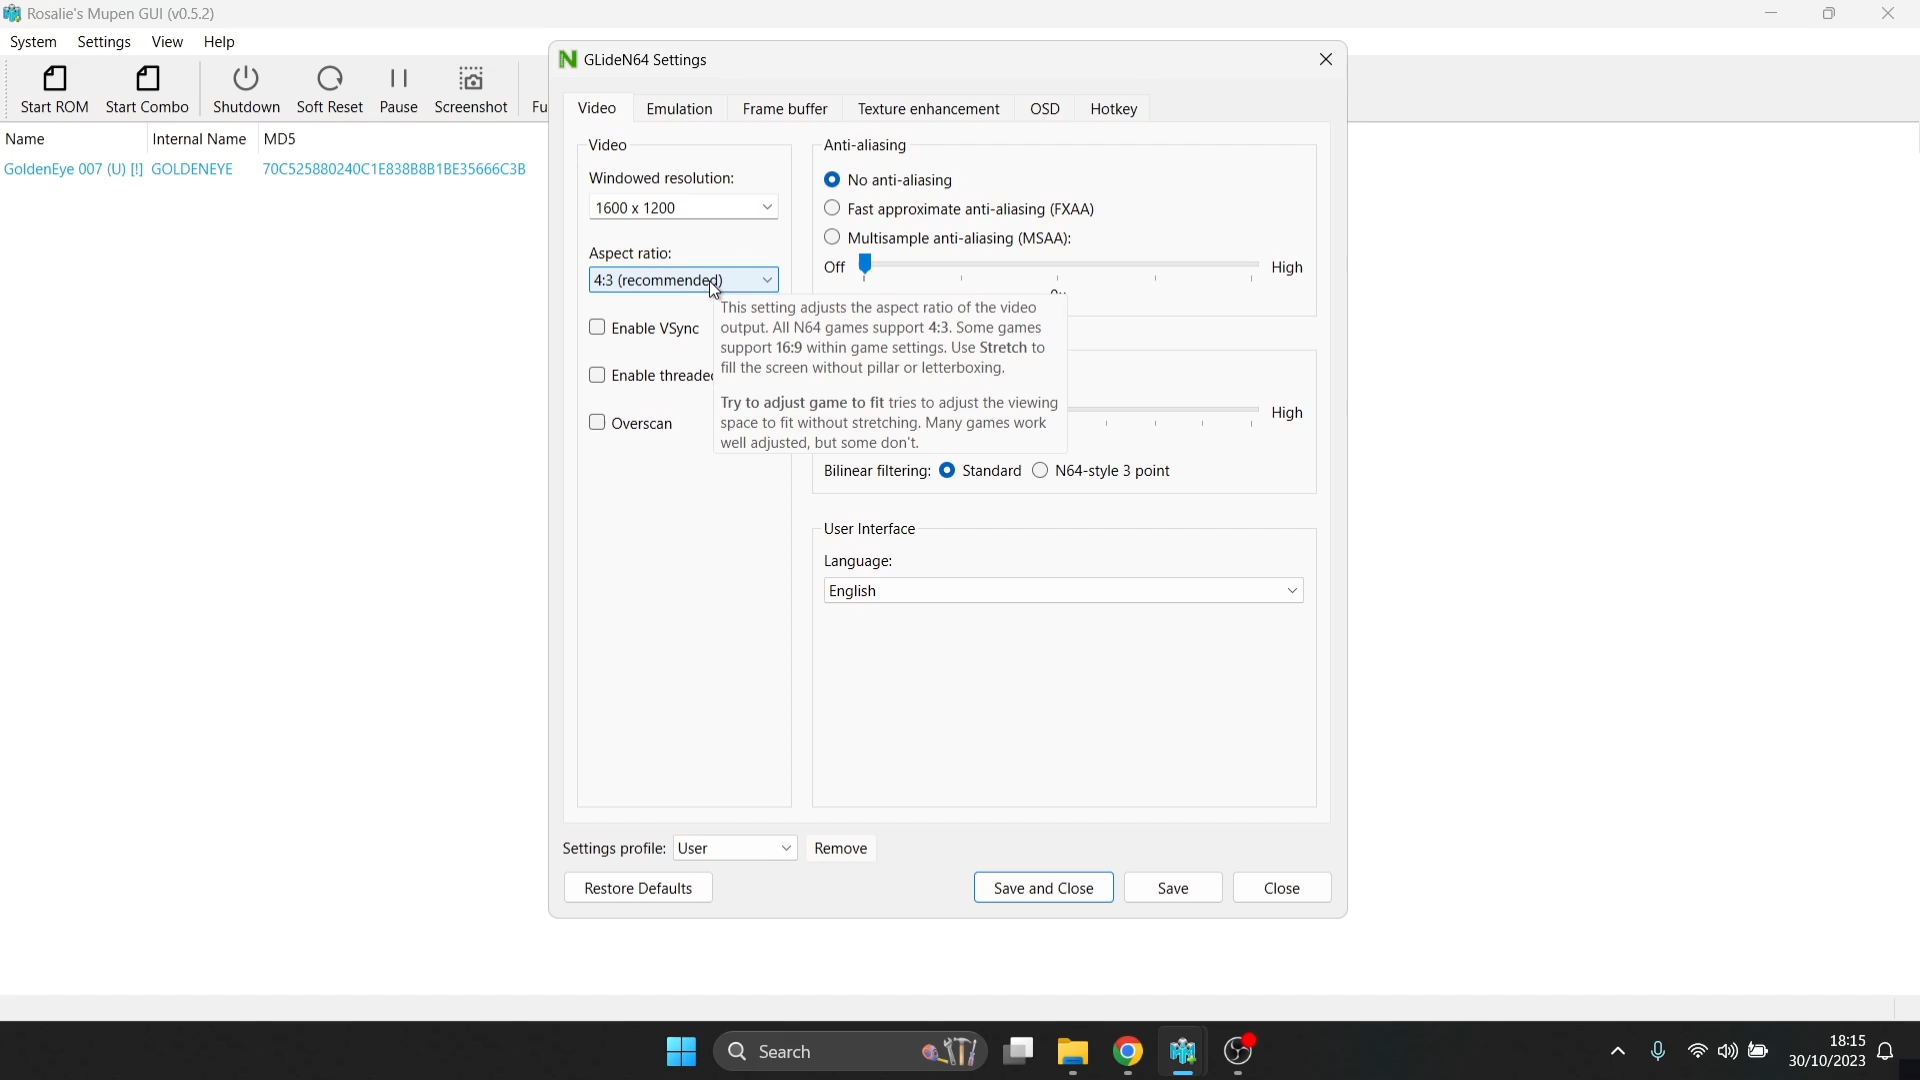 Rosalie's Mupen GUI (v0.5.2)
System Settings View Help
Start ROM Start Combo Shutdown Soft Reset Pause Screenshot Fu
Name Internal Name MD5
GoldenEye 007 (U) [!] GOLDENEYE 70C525880240C1E838B8B1BE35666C3B
GLideN64 Settings
Video Emulation Frame buffer Texture enhancement OSD Hotkey
Video
Windowed resolution:
1600 x 1200
Aspect ratio:
4:3 (recommended)
Enable VSync
Enable threaded
Overscan
Anti-aliasing
No anti-aliasing
Fast approximate anti-aliasing (FXAA)
Multisample anti-aliasing (MSAA):
Off High
This setting adjusts the aspect ratio of the video
output. All N64 games support 4:3. Some games
support 16:9 within game settings. Use Stretch to
fill the screen without pillar or letterboxing.
Try to adjust game to fit tries to adjust the viewing
space to fit without stretching. Many games work
well adjusted, but some don't.
High
Bilinear filtering: Standard N64-style 3 point
User Interface
Language:
English
Settings profile: User Remove
Restore Defaults Save and Close Save Close
Search
18:15
30/10/2023